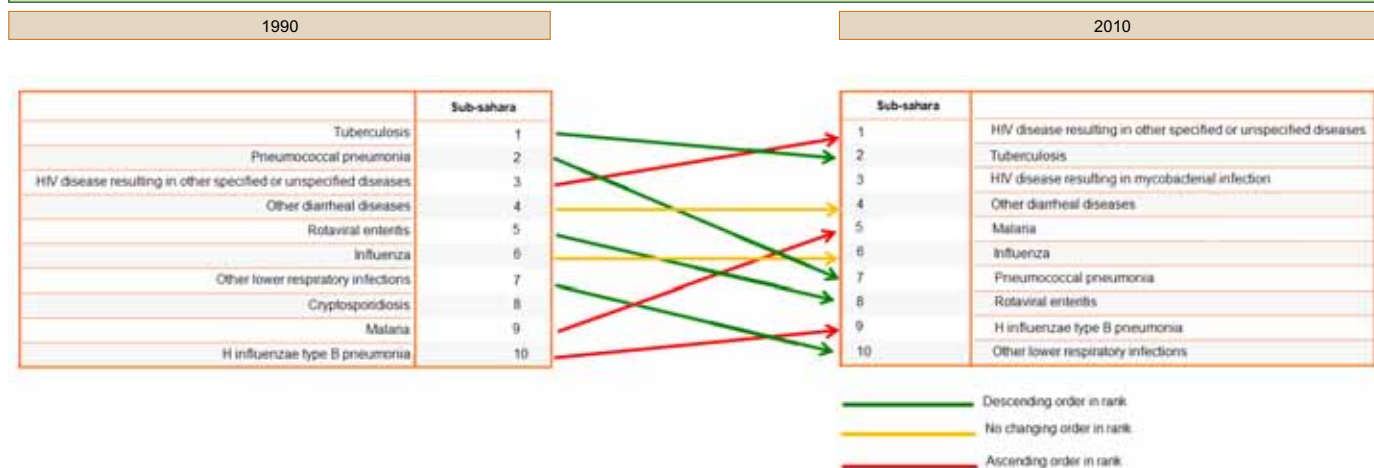 1990
2010
Sub-sahara
Tuberculosis 1
Pneumococcal pneumonia 2
HIV disease resulting in other specified or unspecified diseases 3
Other diarrheal diseases 4
Rotaviral enteritis 5
Influenza 6
Other lower respiratory infections 7
Cryptosporidiosis 8
Malaria 9
H influenzae type B pneumonia 10
Sub-sahara
1 HIV disease resulting in other specified or unspecified diseases
2 Tuberculosis
3 HIV disease resulting in mycobacterial infection
4 Other diarrheal diseases
5 Malaria
6 Influenza
7 Pneumococcal pneumonia
8 Rotaviral enteritis
9 H influenzae type B pneumonia
10 Other lower respiratory infections
Descending order in rank
No changing order in rank
Ascending order in rank